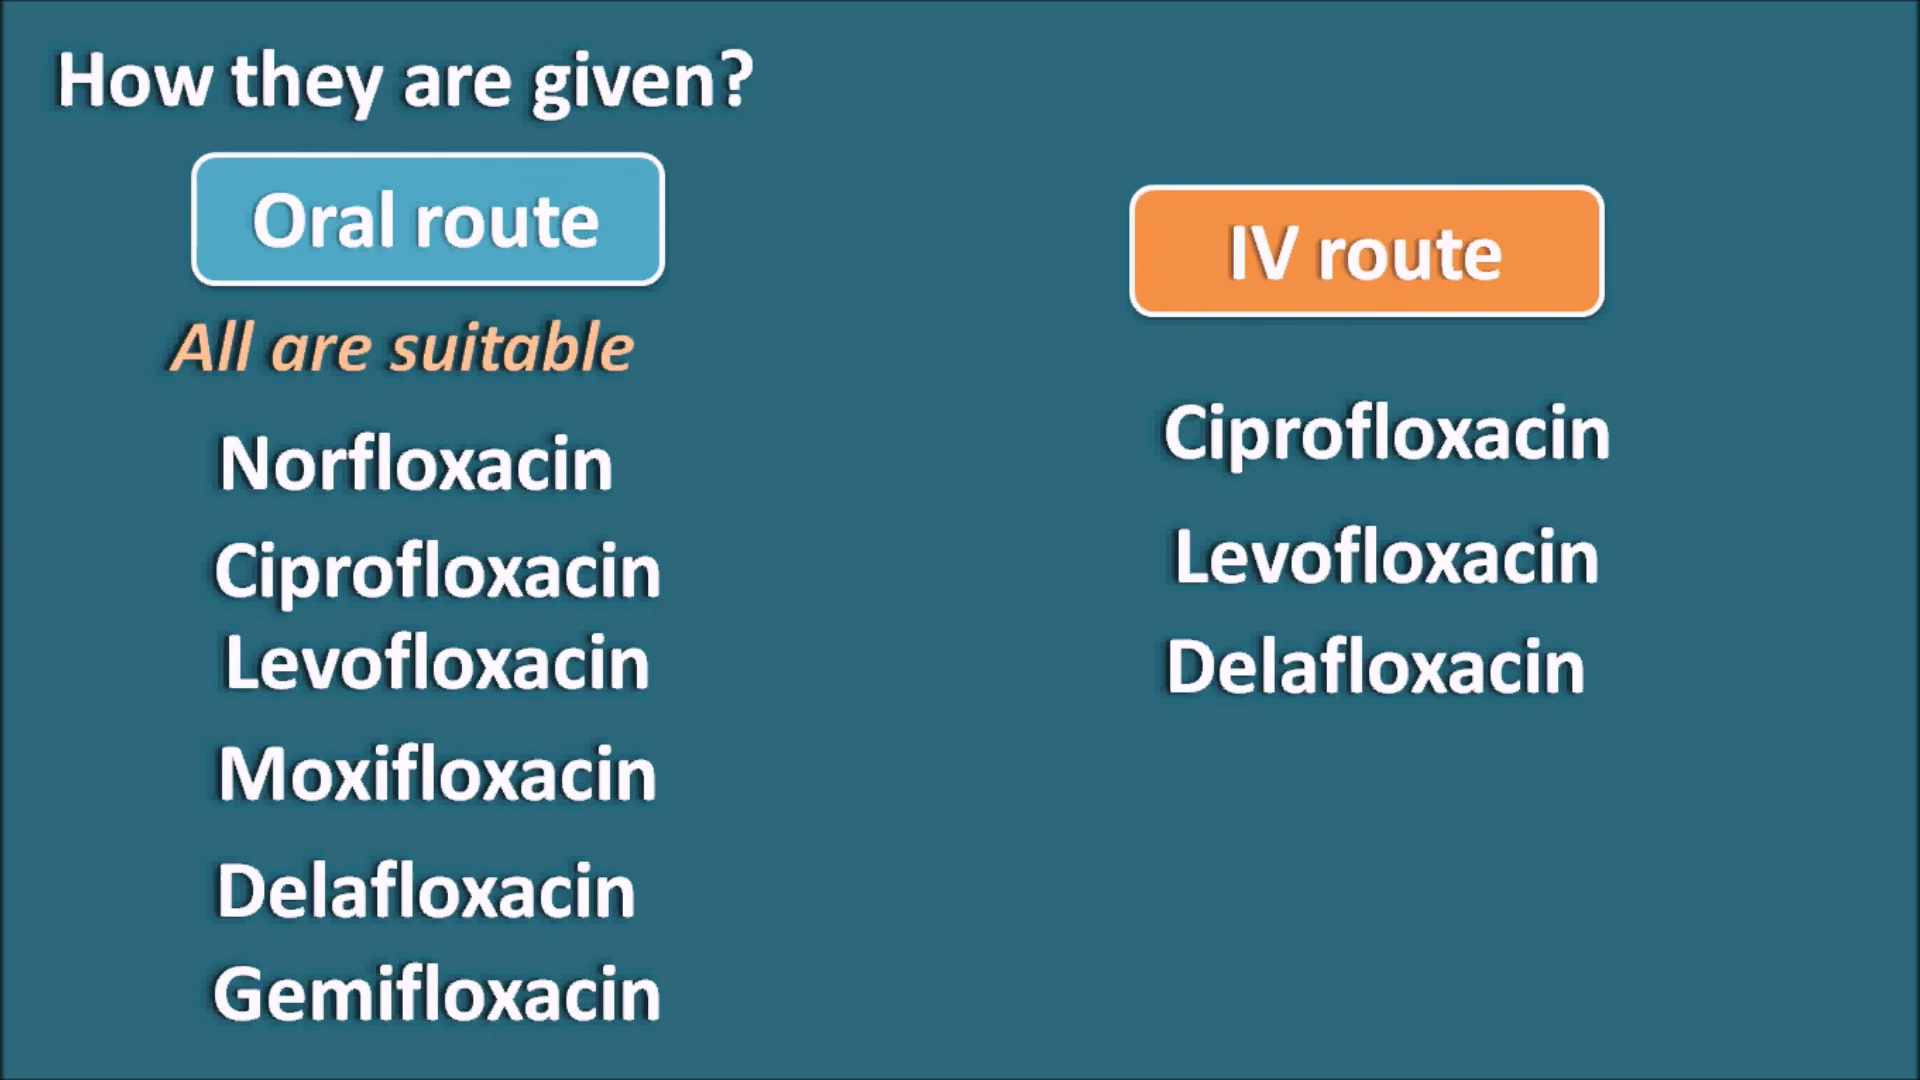 How they are given?
Oral route
All are suitable
Norfloxacin
Ciprofloxacin
Levofloxacin
Moxifloxacin
Delafloxacin
Gemifloxacin
IV route
Ciprofloxacin
Levofloxacin
Delafloxacin